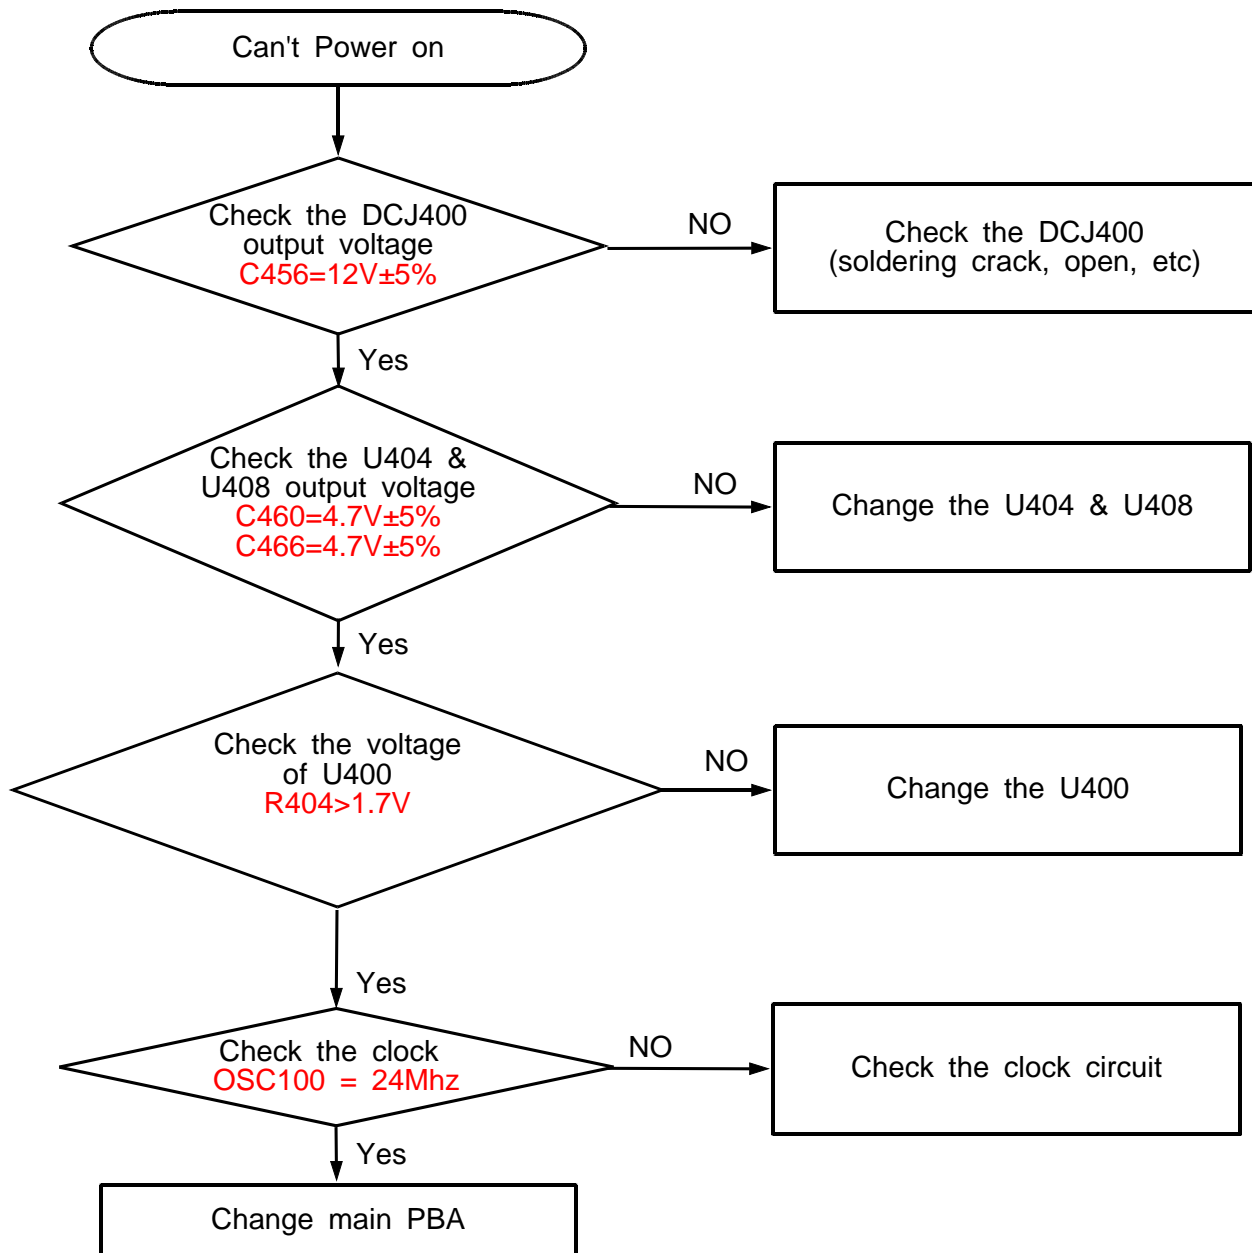 Can't Power on
Check the DCJ400
output voltage
C456=12V±5%
NO
Check the DCJ400
(soldering crack, open, etc)
Yes
Check the U404 &
U408 output voltage
C460=4.7V±5%
C466=4.7V±5%
NO
Change the U404 & U408
Yes
Check the voltage
of U400
R404>1.7V
NO
Change the U400
Yes
Check the clock
OSC100 = 24Mhz
NO
Check the clock circuit
Yes
Change main PBA